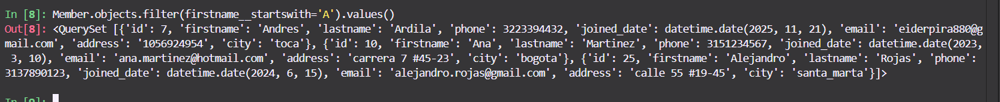 In [8]: Member.objects.filter(firstname__startswith='A').values()
Out[8]: <QuerySet [{'id': 7, 'firstname': 'Andres', 'lastname': 'Ardila', 'phone': 3223394432, 'joined_date': datetime.date(2025, 11, 21), 'email': 'eiderpira880@g
mail.com', 'address': '1056924954', 'city': 'toca'}, {'id': 10, 'firstname': 'Ana', 'lastname': 'Martinez', 'phone': 3151234567, 'joined_date': datetime.date(2023,
 3, 10), 'email': 'ana.martinez@hotmail.com', 'address': 'carrera 7 #45-23', 'city': 'bogota'}, {'id': 25, 'firstname': 'Alejandro', 'lastname': 'Rojas', 'phone':
3137890123, 'joined_date': datetime.date(2024, 6, 15), 'email': 'alejandro.rojas@gmail.com', 'address': 'calle 55 #19-45', 'city': 'santa_marta'}]>
In [9]: